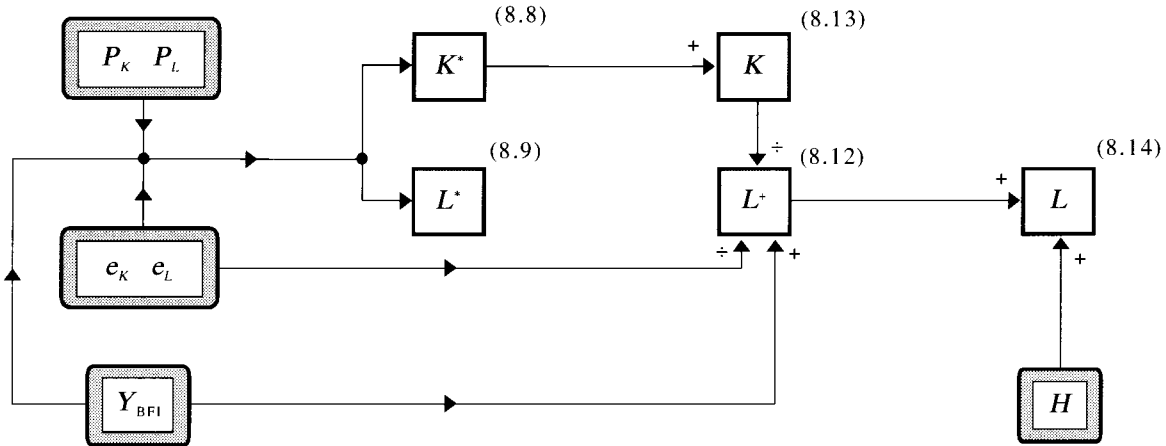 (8.8)
(8.13)
P_K P_L
K*
+
K
÷
(8.9)
(8.12)
(8.14)
L*
L⁺
+
L
e_K e_L
÷
+
+
Y_BFI
H